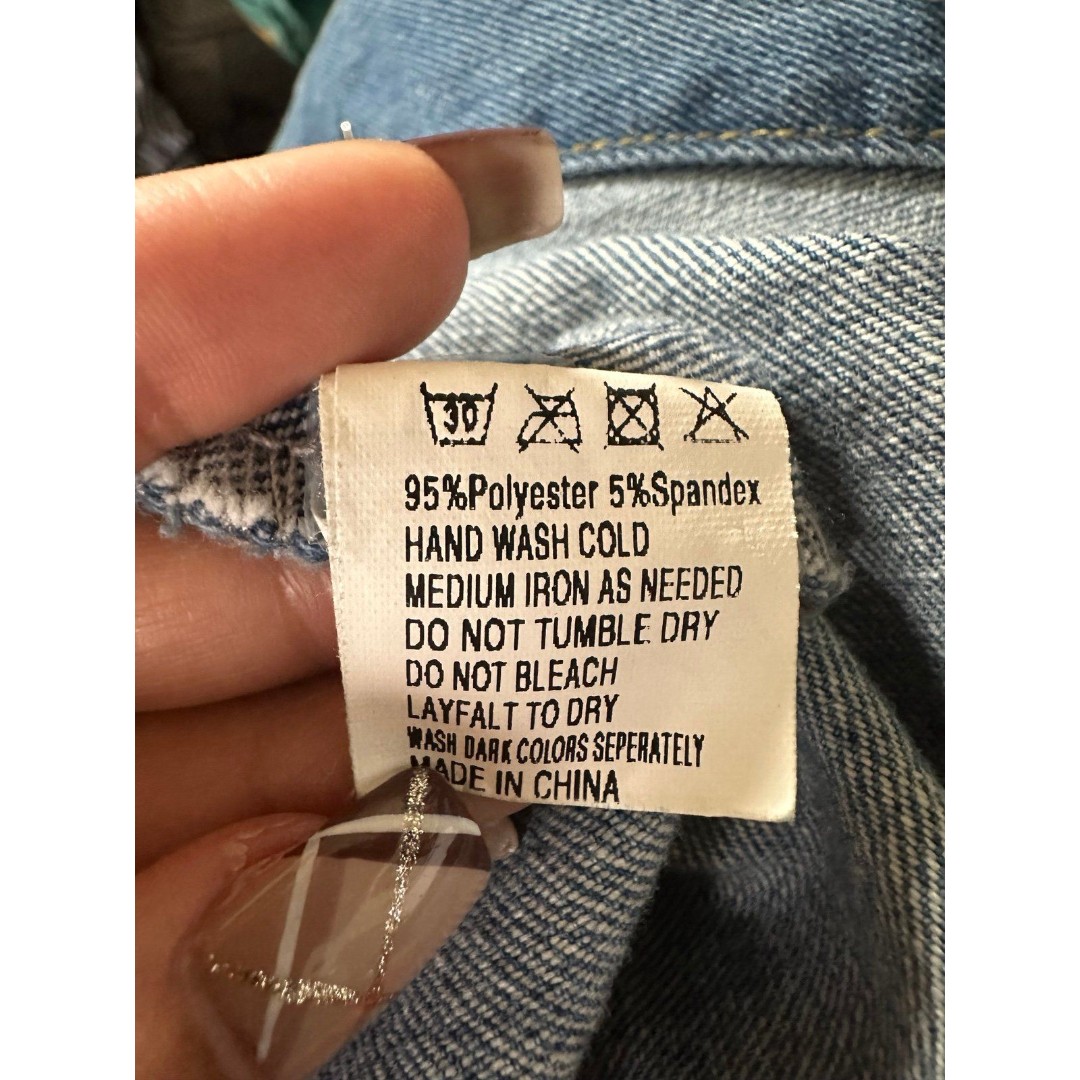 30
95%Polyester 5%Spandex
HAND WASH COLD
MEDIUM IRON AS NEEDED
DO NOT TUMBLE DRY
DO NOT BLEACH
LAYFALT TO DRY
WASH DARK COLORS SEPERATELY
MADE IN CHINA